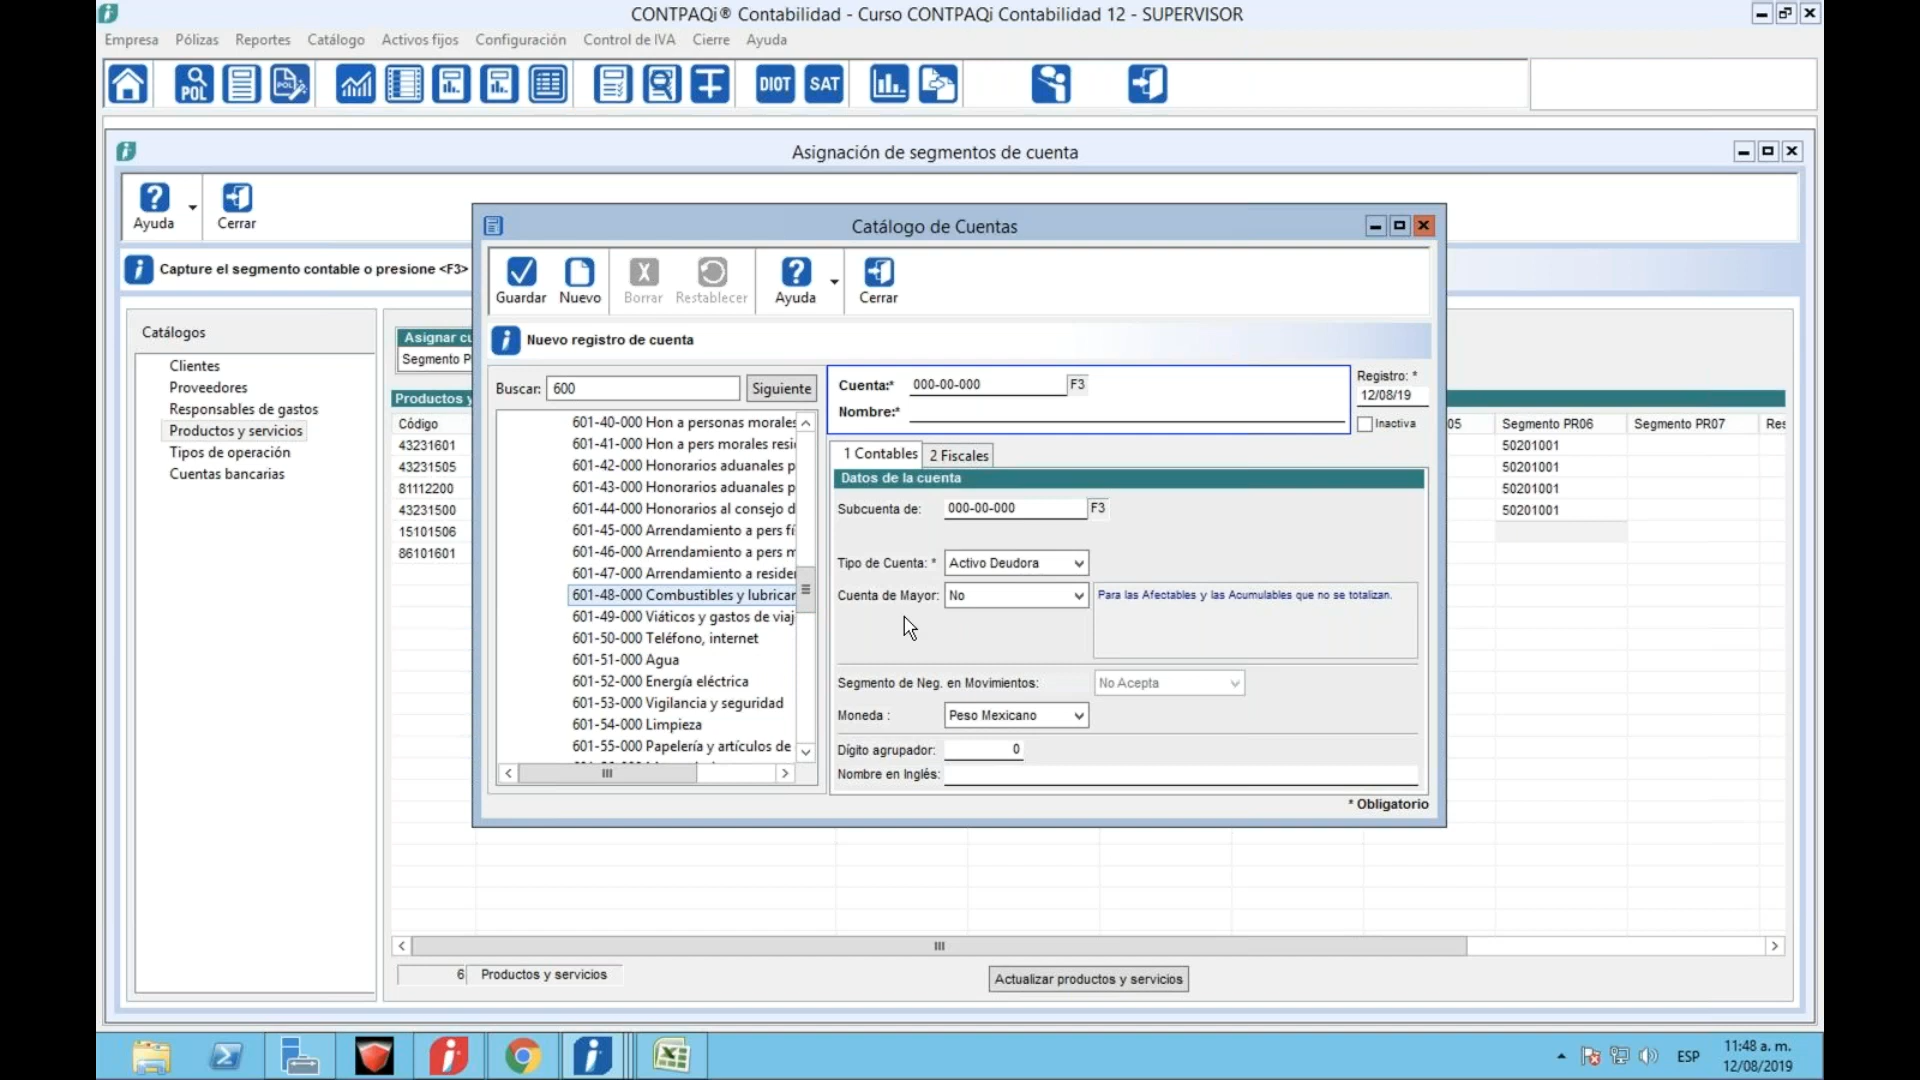 CONTPAQi® Contabilidad - Curso CONTPAQi Contabilidad 12 - SUPERVISOR
Empresa Pólizas Reportes Catálogo Activos fijos Configuración Control de IVA Cierre Ayuda
POL POL DIOT SAT
Asignación de segmentos de cuenta
Ayuda Cerrar
Capture el segmento contable o presione <F3>
Catálogos
Clientes
Proveedores
Responsables de gastos
Productos y servicios
Tipos de operación
Cuentas bancarias
Asignar
Segmento
Productos y
Código
43231601
43231505
81112200
43231500
15101506
86101601
05 Segmento PR06 Segmento PR07
50201001
50201001
50201001
50201001
6 Productos y servicios
Actualizar productos y servicios
Catálogo de Cuentas
Guardar Nuevo Borrar Restablecer Ayuda Cerrar
Nuevo registro de cuenta
Buscar: 600 Siguiente
601-40-000 Hon a personas morales
601-41-000 Hon a pers morales resi
601-42-000 Honorarios aduanales p
601-43-000 Honorarios aduanales p
601-44-000 Honorarios al consejo d
601-45-000 Arrendamiento a pers fí
601-46-000 Arrendamiento a pers m
601-47-000 Arrendamiento a reside
601-48-000 Combustibles y lubrica
601-49-000 Viáticos y gastos de viaj
601-50-000 Teléfono, internet
601-51-000 Agua
601-52-000 Energía eléctrica
601-53-000 Vigilancia y seguridad
601-54-000 Limpieza
601-55-000 Papelería y artículos de
Cuenta:* 000-00-000 F3
Nombre:*
Registro: *
12/08/19
Inactiva
1 Contables 2 Fiscales
Datos de la cuenta
Subcuenta de: 000-00-000 F3
Tipo de Cuenta: * Activo Deudora
Cuenta de Mayor: No Para las Afectables y las Acumulables que no se totalizan.
Segmento de Neg. en Movimientos: No Acepta
Moneda : Peso Mexicano
Dígito agrupador: 0
Nombre en Inglés:
* Obligatorio
ESP
11:48 a. m.
12/08/2019